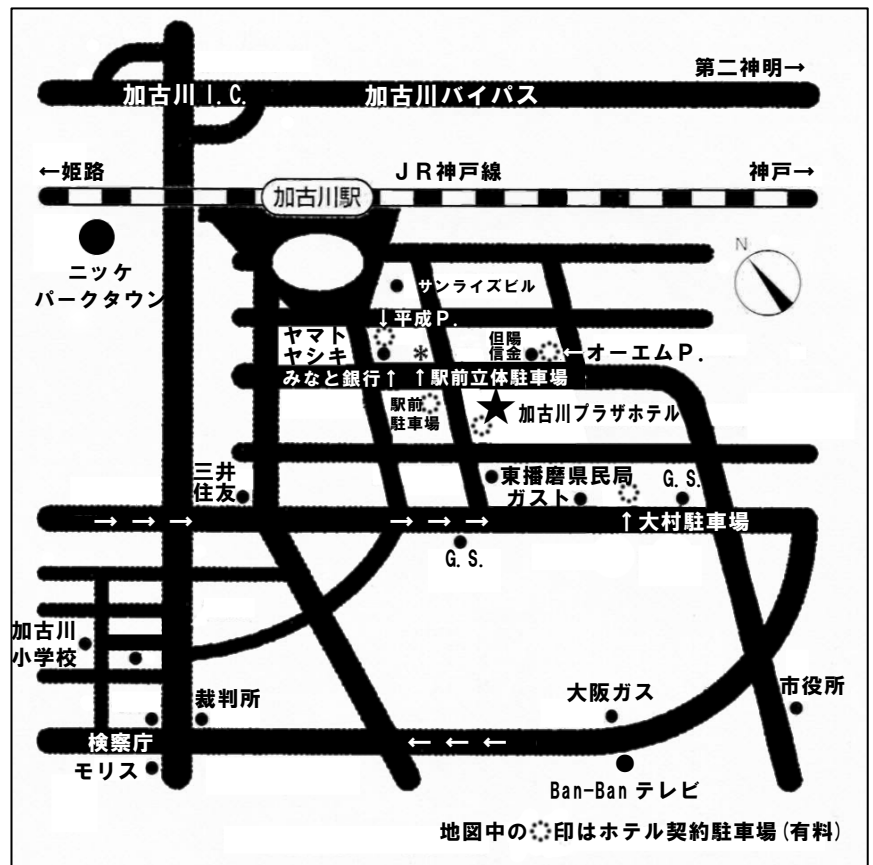 第二神明→
加古川 I.C.
加古川バイパス
←姫路
JR神戸線
神戸→
加古川駅
N
ニッケ
パークタウン
サンライズビル
↓平成P.
ヤマト
ヤシキ
*
但陽
信金
←オーエムP.
みなと銀行↑
↑駅前立体駐車場
駅前
駐車場
★加古川プラザホテル
三井
住友
東播磨県民局
ガスト
G.S.
→ → →
→ → →
↑大村駐車場
G.S.
加古川
小学校
裁判所
大阪ガス
市役所
検察庁
← ← ←
モリス
Ban-Ban テレビ
地図中の◌印はホテル契約駐車場(有料)